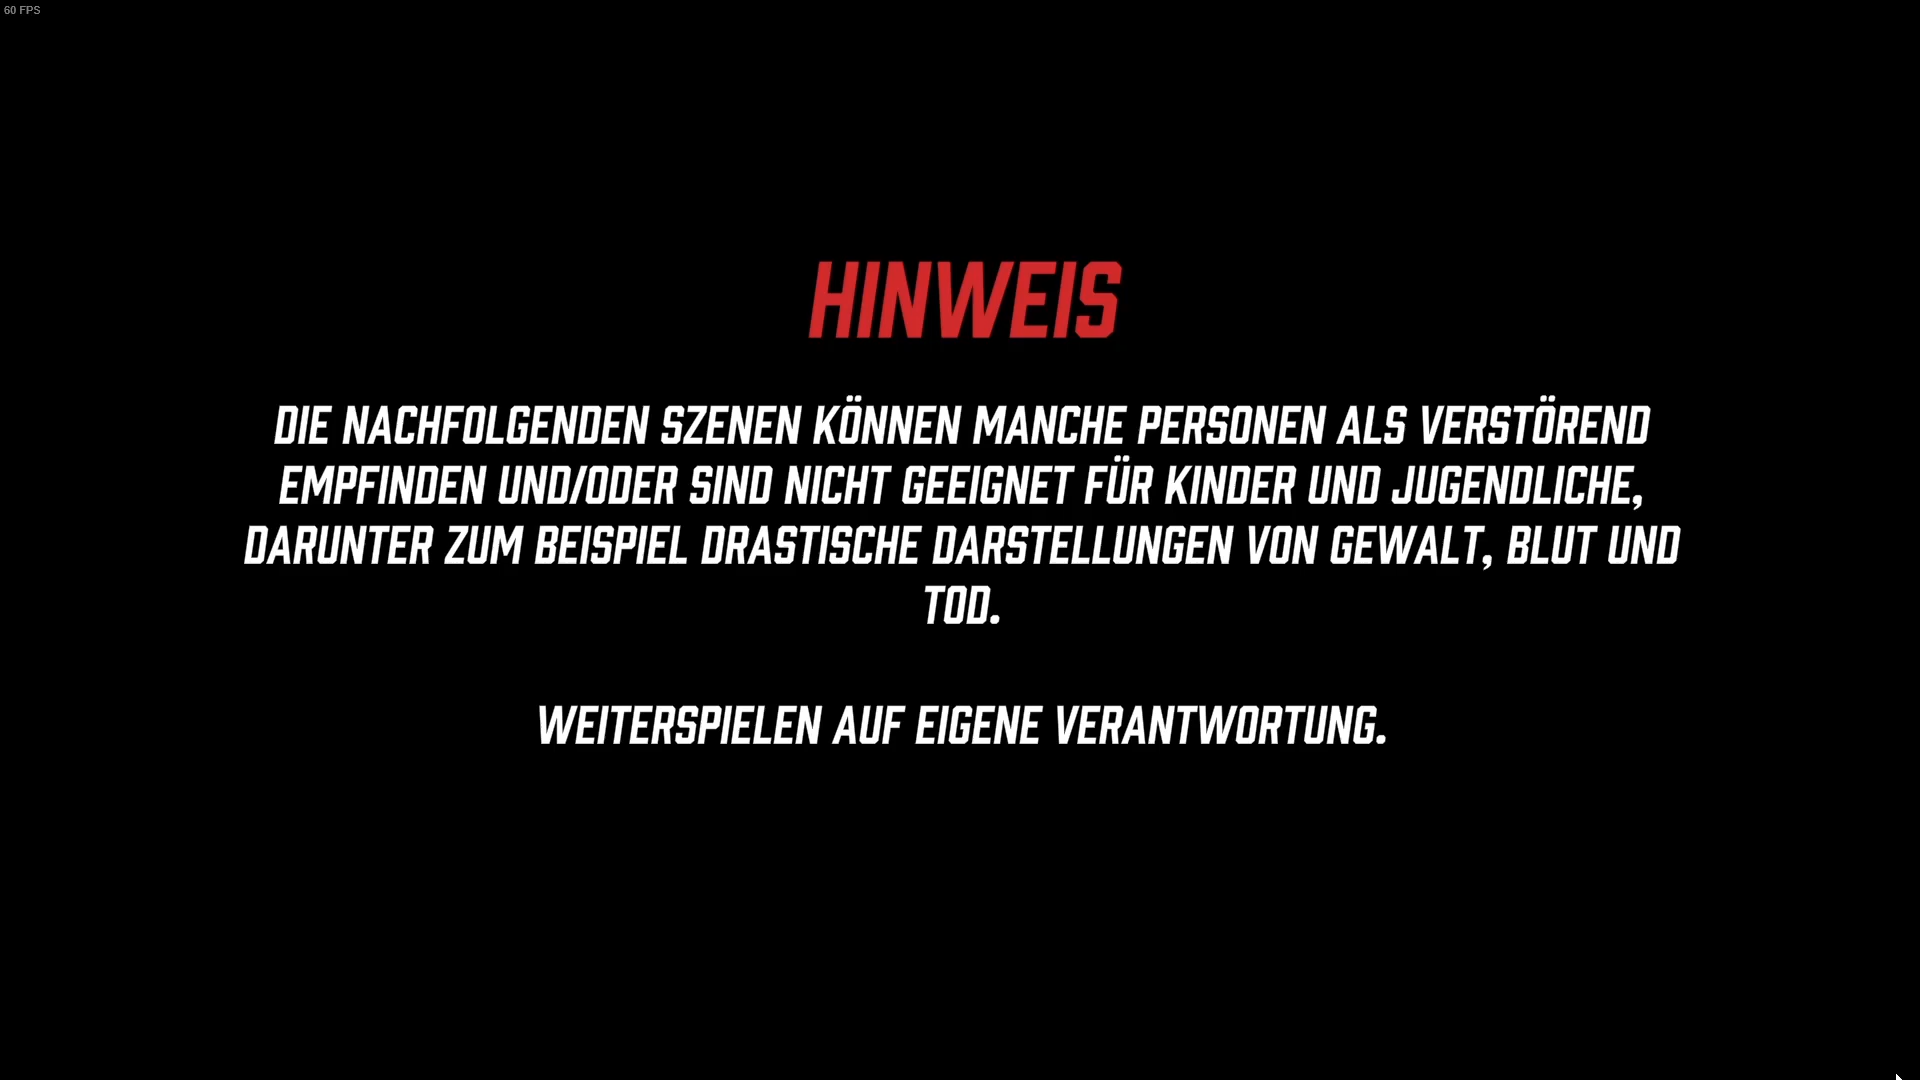 60 FPS
HINWEIS
DIE NACHFOLGENDEN SZENEN KÖNNEN MANCHE PERSONEN ALS VERSTÖREND
EMPFINDEN UND/ODER SIND NICHT GEEIGNET FÜR KINDER UND JUGENDLICHE,
DARUNTER ZUM BEISPIEL DRASTISCHE DARSTELLUNGEN VON GEWALT, BLUT UND
TOD.
WEITERSPIELEN AUF EIGENE VERANTWORTUNG.